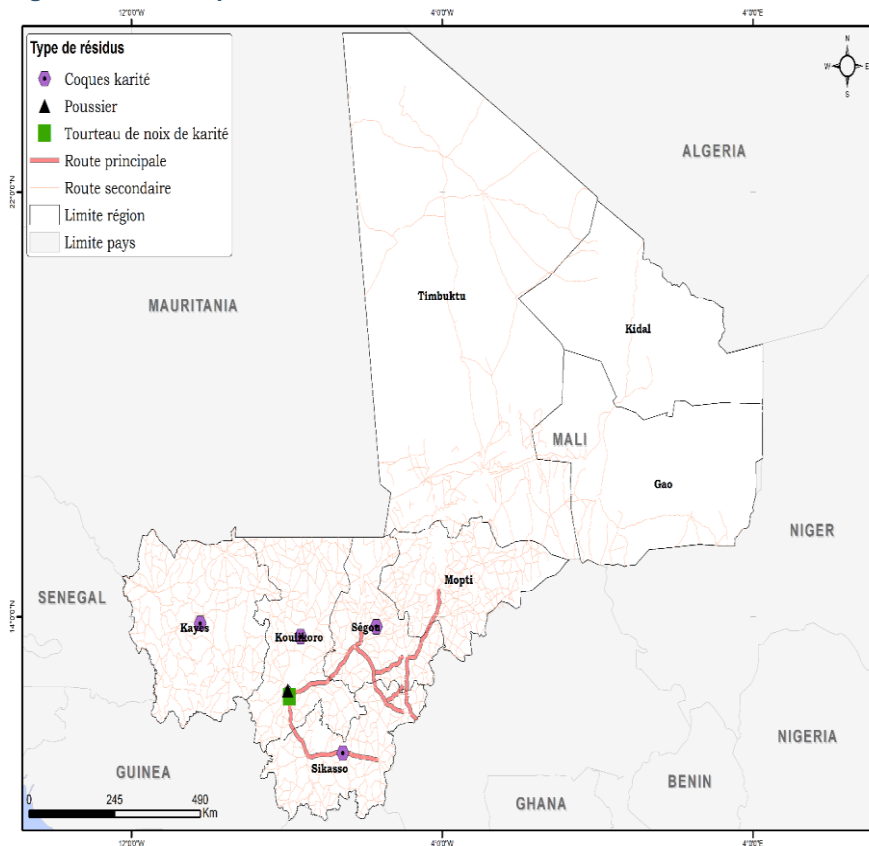 12°0'0"W
4°0'0"W
4°0'0"E
Type de résidus
Coques karité
Poussier
Tourteau de noix de karité
Route principale
Route secondaire
Limite région
Limite pays
N
W
E
S
ALGERIA
22°0'0"N
MAURITANIA
Timbuktu
Kidal
MALI
Gao
NIGER
SENEGAL
Mopti
14°0'0"N
Kayes
Koulikoro
Ségou
NIGERIA
GUINEA
Sikasso
BENIN
GHANA
0
245
490
Km
12°0'0"W
4°0'0"W
4°0'0"E